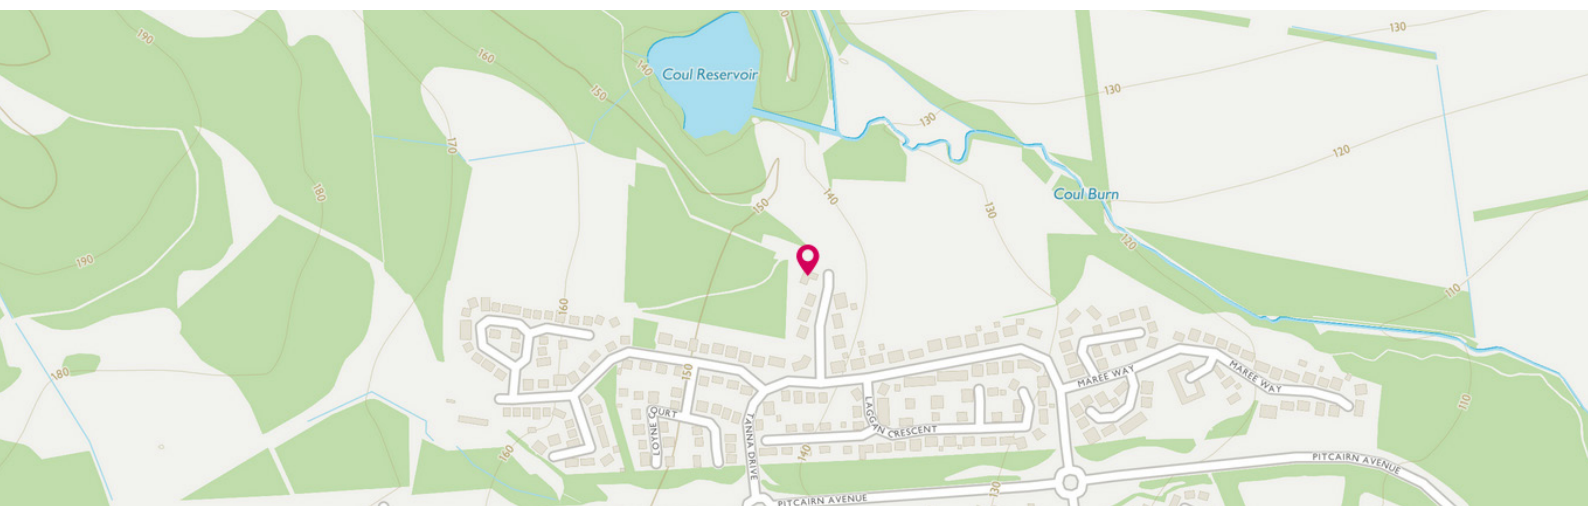 190
160
140
Coul Reservoir
150
130
130
130
170
120
180
150
140
130
Coul Burn
120
190
110
160
180
150
MAREE WAY
MAREE WAY
LOYNE COURT
TANNA DRIVE
LAGGAN CRESCENT
110
160
140
130
PITCAIRN AVENUE
PITCAIRN AVENUE